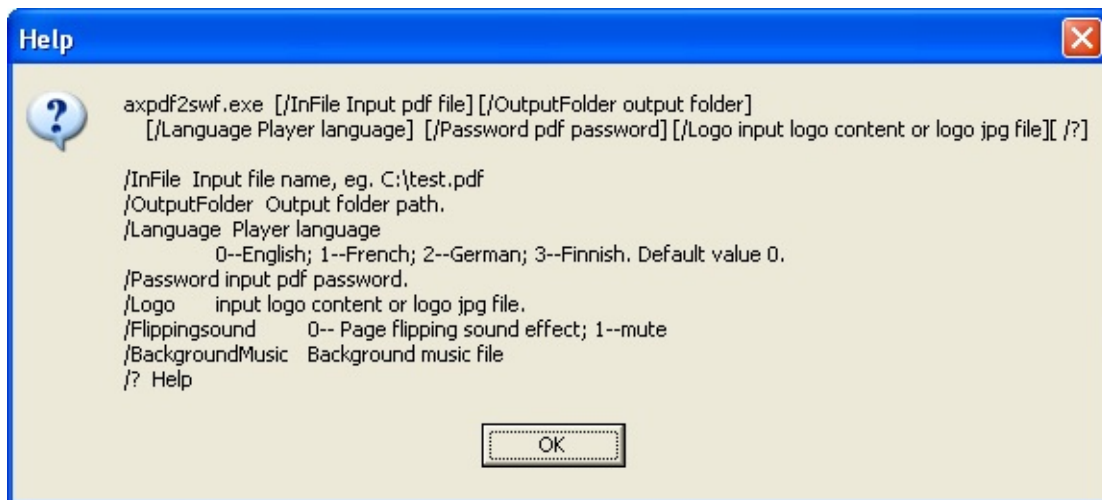 Help
axpdf2swf.exe [/InFile Input pdf file] [/OutputFolder output folder]
[/Language Player language] [/Password pdf password] [/Logo input logo content or logo jpg file][ /?]
/InFile Input file name, eg. C:\test.pdf
/OutputFolder Output folder path.
/Language Player language
0--English; 1--French; 2--German; 3--Finnish. Default value 0.
/Password input pdf password.
/Logo input logo content or logo jpg file.
/Flippingsound 0-- Page flipping sound effect; 1--mute
/BackgroundMusic Background music file
/? Help
OK